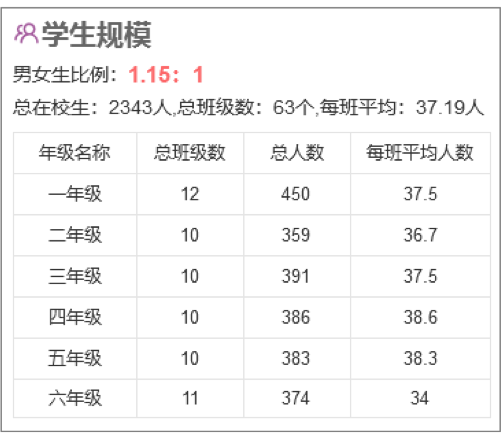 学生规模
男女生比例：1.15：1
总在校生：2343人,总班级数：63个,每班平均：37.19人
年级名称 总班级数 总人数 每班平均人数
一年级 12 450 37.5
二年级 10 359 36.7
三年级 10 391 37.5
四年级 10 386 38.6
五年级 10 383 38.3
六年级 11 374 34